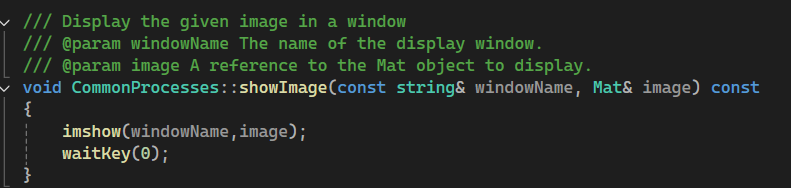 /// Display the given image in a window
/// @param windowName The name of the display window.
/// @param image A reference to the Mat object to display.
void CommonProcesses::showImage(const string& windowName, Mat& image) const
{
    imshow(windowName,image);
    waitKey(0);
}